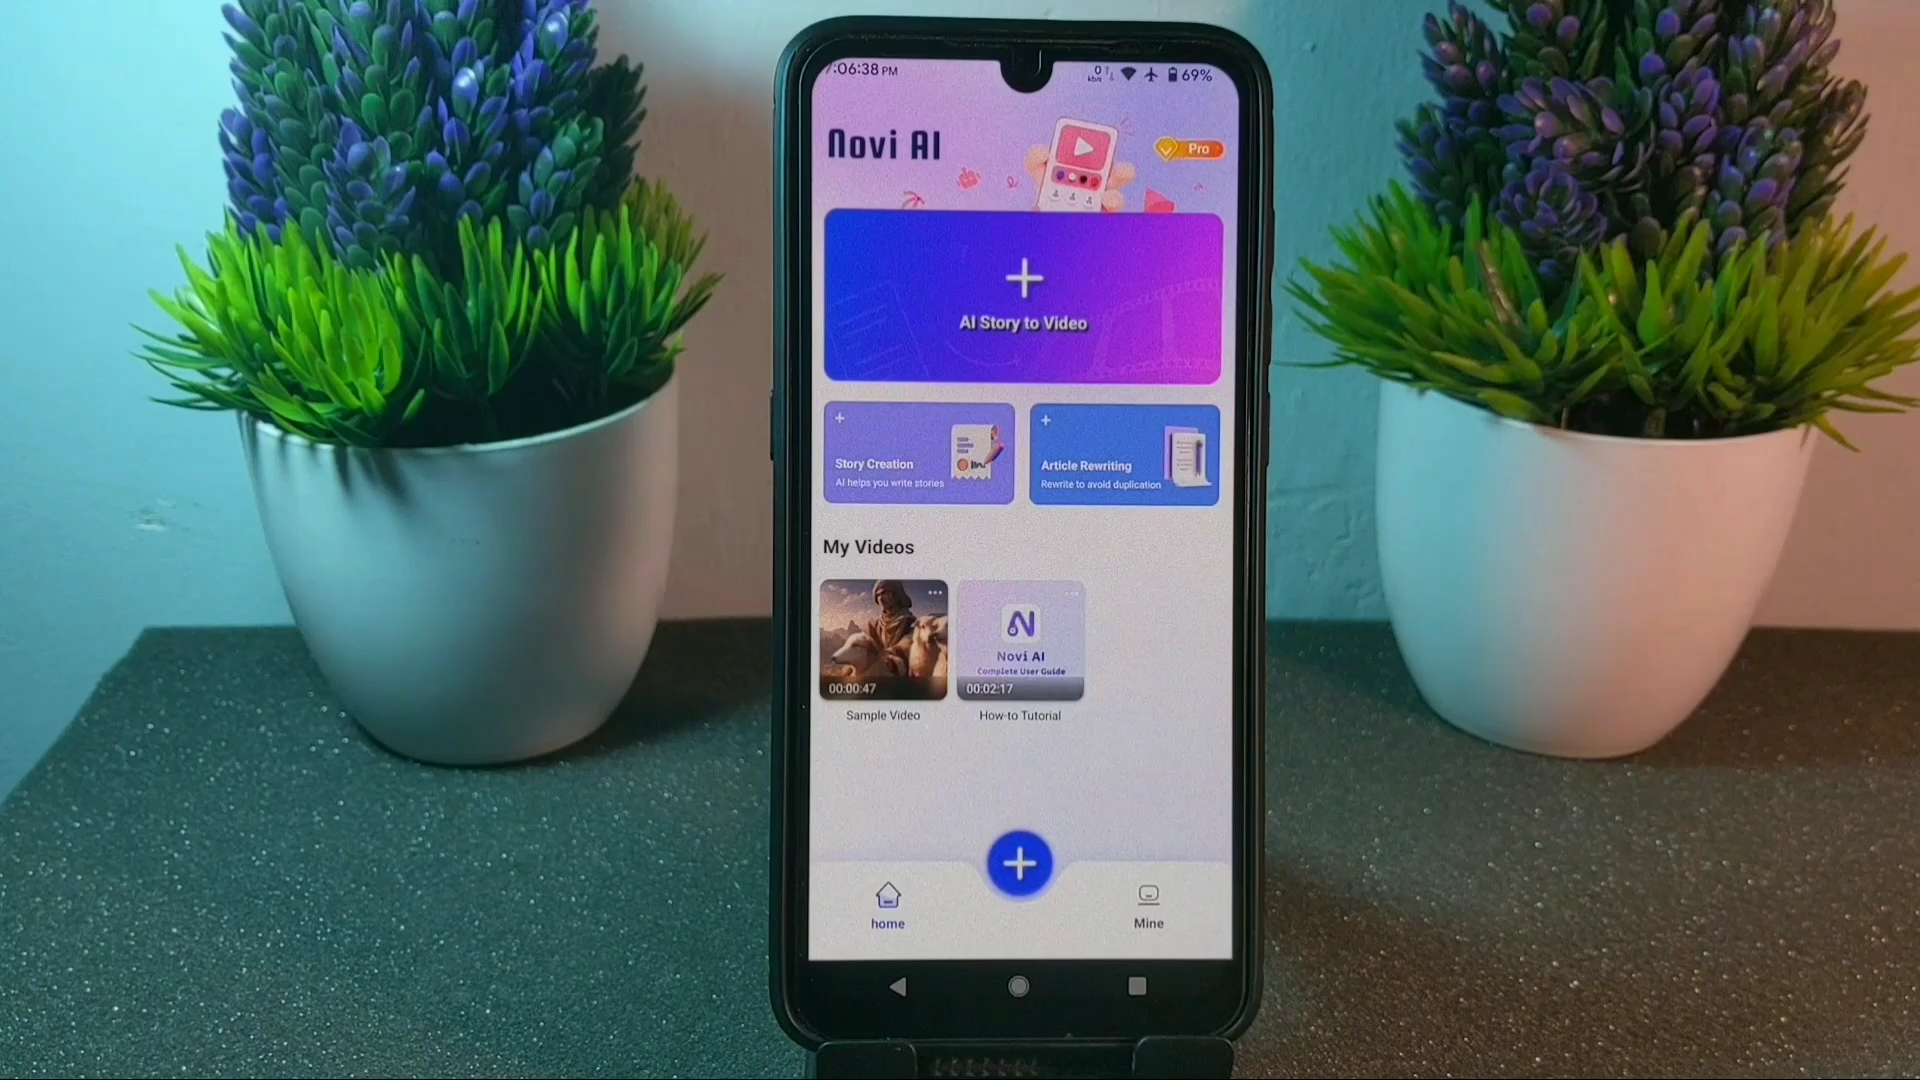 7:06:38 PM
0 kb/s
69%
Novi AI
Pro
AI Story to Video
Story Creation
AI helps you write stories
Article Rewriting
Rewrite to avoid duplication
My Videos
Novi AI
Complete User Guide
00:00:47
00:02:17
Sample Video
How-to Tutorial
home
Mine